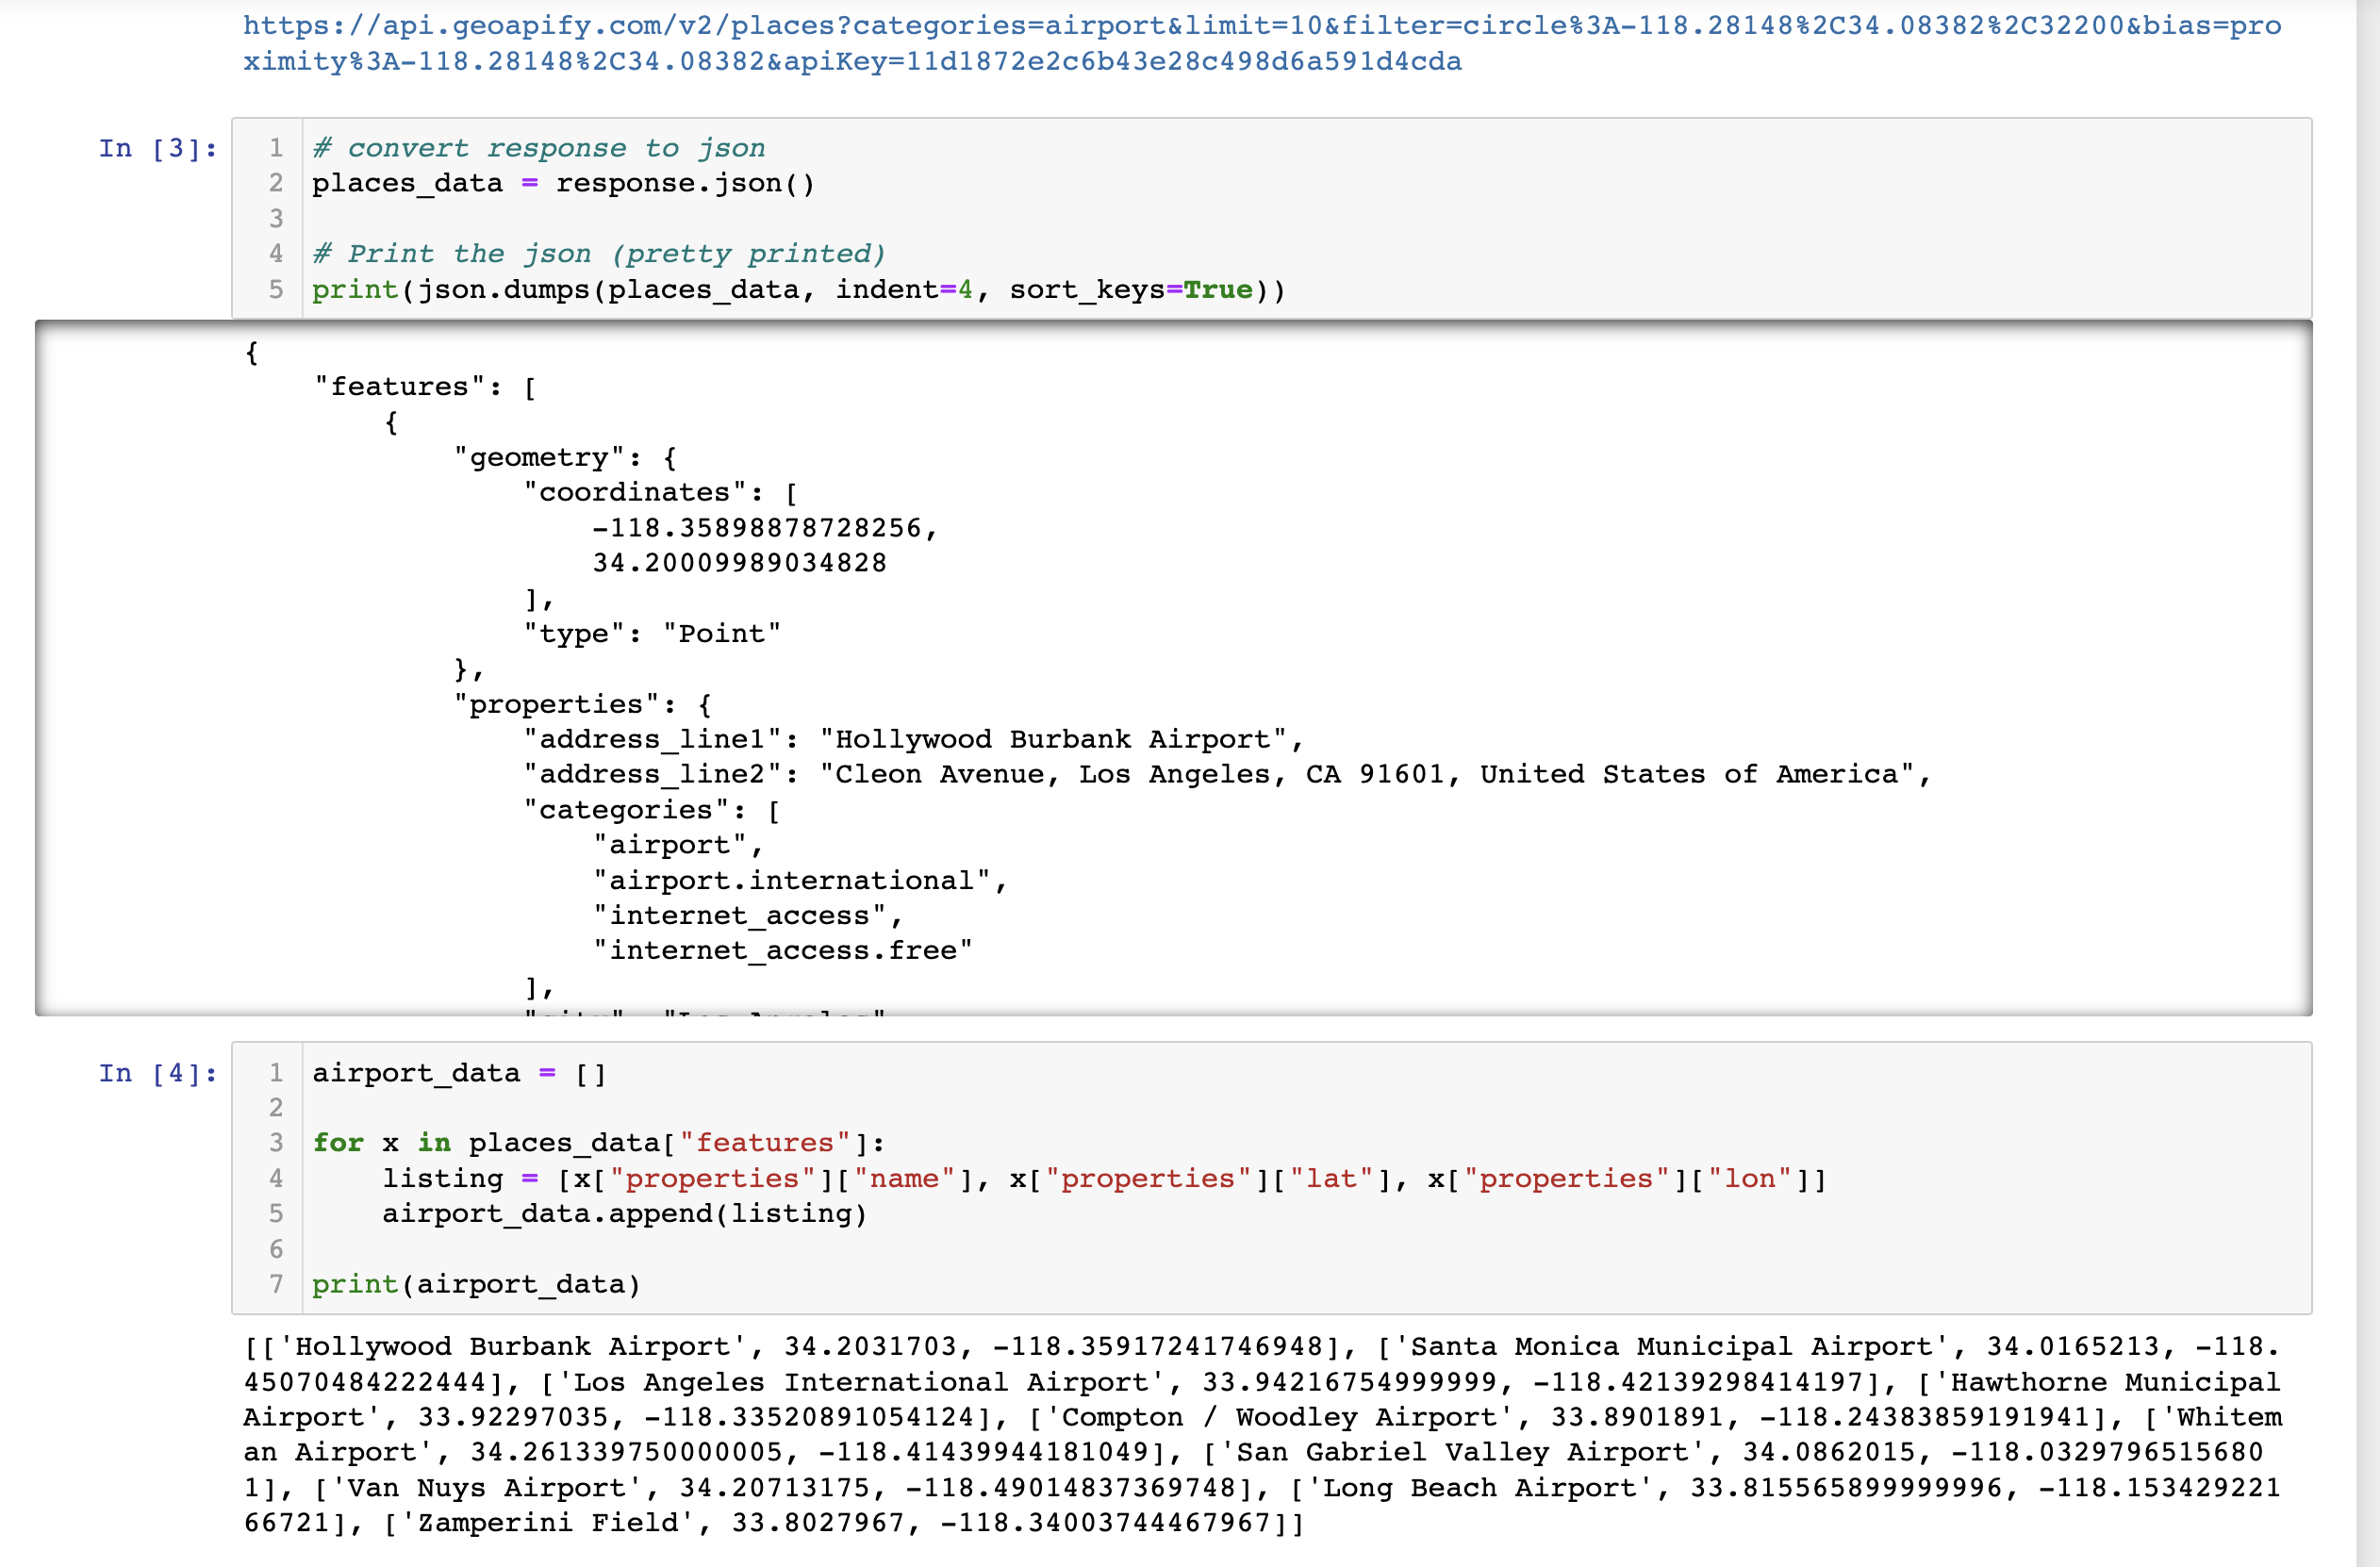 https://api.geoapify.com/v2/places?categories=airport&limit=10&filter=circle%3A-118.28148%2C34.08382%2C32200&bias=pro
ximity%3A-118.28148%2C34.08382&apiKey=11d1872e2c6b43e28c498d6a591d4cda
In [3]:
1 # convert response to json
2 places_data = response.json()
3
4 # Print the json (pretty printed)
5 print(json.dumps(places_data, indent=4, sort_keys=True))
{
    "features": [
        {
            "geometry": {
                "coordinates": [
                    -118.35898878728256,
                    34.20009989034828
                ],
                "type": "Point"
            },
            "properties": {
                "address_line1": "Hollywood Burbank Airport",
                "address_line2": "Cleon Avenue, Los Angeles, CA 91601, United States of America",
                "categories": [
                    "airport",
                    "airport.international",
                    "internet_access",
                    "internet_access.free"
                ],
In [4]:
1 airport_data = []
2
3 for x in places_data["features"]:
4     listing = [x["properties"]["name"], x["properties"]["lat"], x["properties"]["lon"]]
5     airport_data.append(listing)
6
7 print(airport_data)
[['Hollywood Burbank Airport', 34.2031703, -118.35917241746948], ['Santa Monica Municipal Airport', 34.0165213, -118.
45070484222444], ['Los Angeles International Airport', 33.94216754999999, -118.42139298414197], ['Hawthorne Municipal
Airport', 33.92297035, -118.33520891054124], ['Compton / Woodley Airport', 33.8901891, -118.24383859191941], ['Whitem
an Airport', 34.261339750000005, -118.41439944181049], ['San Gabriel Valley Airport', 34.0862015, -118.0329796515680
1], ['Van Nuys Airport', 34.20713175, -118.49014837369748], ['Long Beach Airport', 33.815565899999996, -118.153429221
66721], ['Zamperini Field', 33.8027967, -118.34003744467967]]